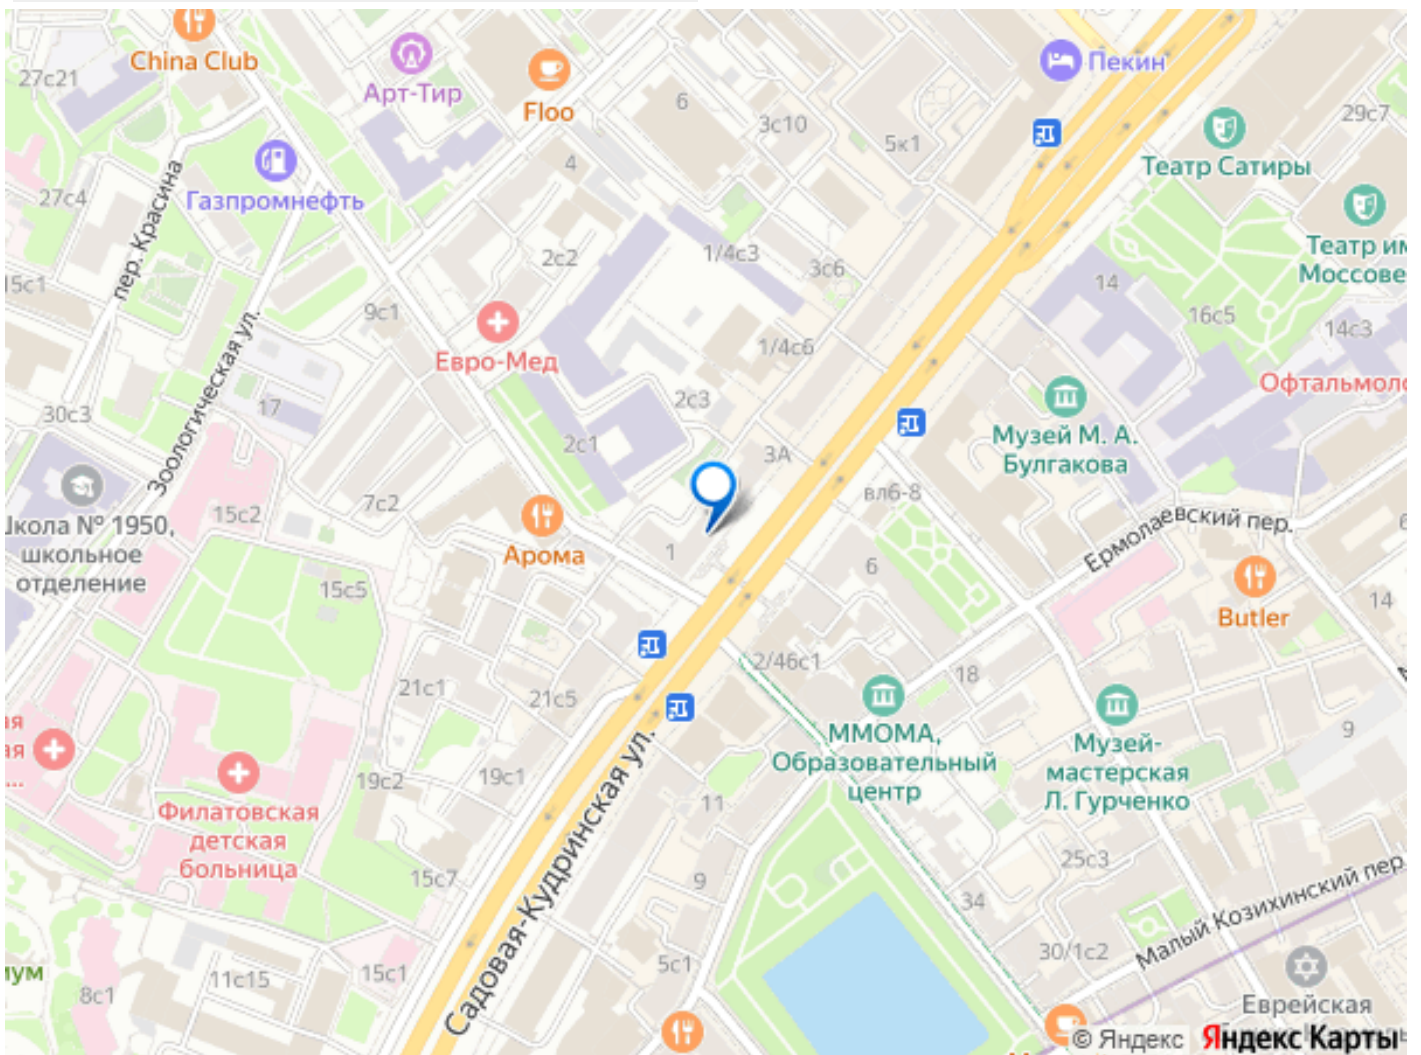 China Club
27с21
Арт-Тир
Floo
Пекин
6
3с10
5к1
29с7
Театр Сатиры
4
Газпромнефть
пер. Красина
27с4
2с2
1/4с3
3с6
Театр им
Моссове
14
15с1
9с1
16с5
14с3
Евро-Мед
1/4с6
Офтальмоло
Зоологическая ул.
17
30с3
2с3
2с1
3А
Музей М. А.
Булгакова
7с2
15с2
вл6-8
Школа № 1950,
школьное
отделение
Арома
1
6
Ермолаевский пер.
15с5
Butler
14
2/46с1
18
21с1
21с5
ММОМА,
Образовательный
центр
Музей-
мастерская
Л. Гурченко
9
ая
ая
...
19с2
19с1
11
Филатовская
детская
больница
Садовая-Кудринская ул.
25с3
15с7
9
34
Малый Козихинский пер.
30/1с2
иум
8с1
11с15
15с1
5с1
Еврейская
© Яндекс Яндекс Карты